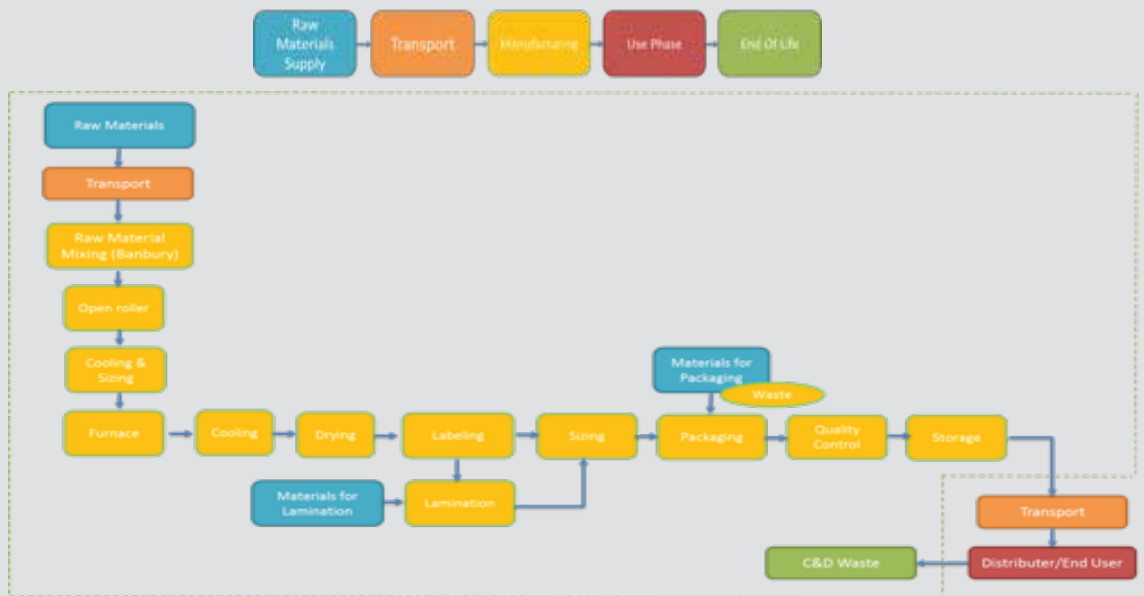 Raw
Materials
Supply
Transport
Manufacturing
Use Phase
End Of Life
Raw Materials
Transport
Raw Material
Mixing (Banbury)
Open roller
Cooling &
Sizing
Furnace
Cooling
Drying
Labeling
Sizing
Materials for
Packaging
Waste
Packaging
Quality
Control
Storage
Materials for
Lamination
Lamination
Transport
C&D Waste
Distributer/End User